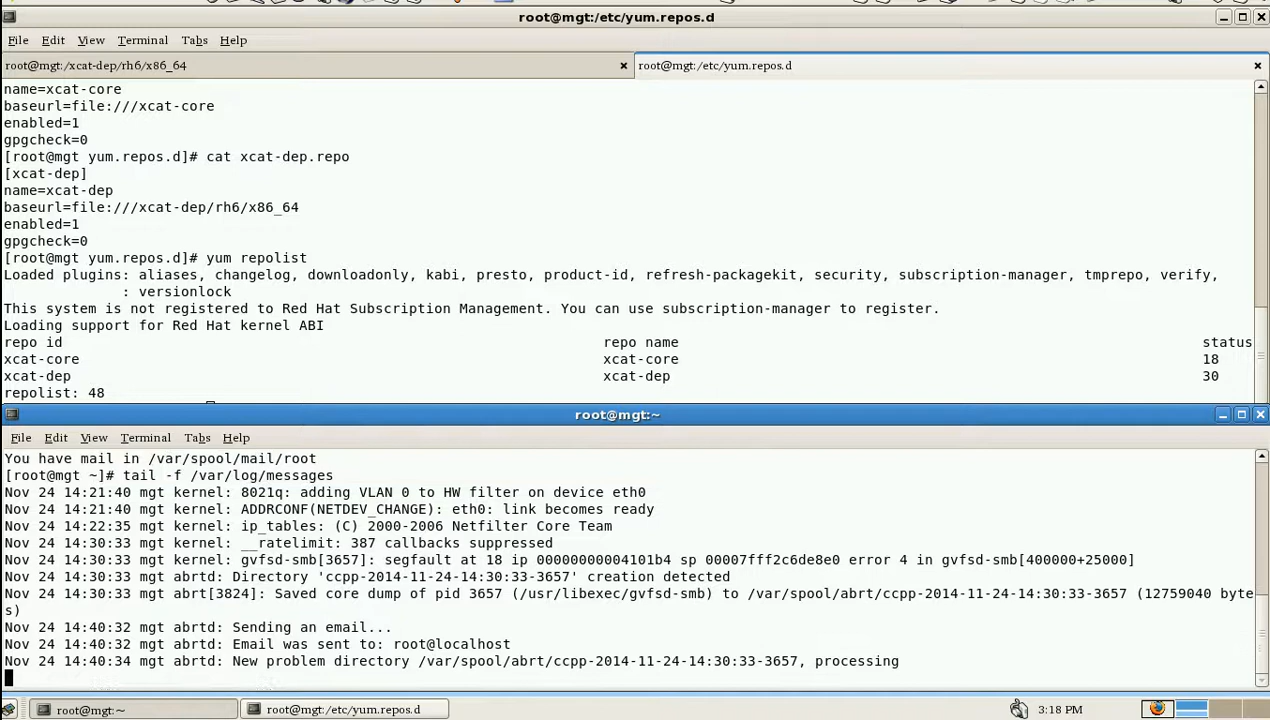 root@mgt:/etc/yum.repos.d
File Edit View Terminal Tabs Help
root@mgt:/xcat-dep/rh6/x86_64 root@mgt:/etc/yum.repos.d
name=xcat-core
baseurl=file:///xcat-core
enabled=1
gpgcheck=0
[root@mgt yum.repos.d]# cat xcat-dep.repo
[xcat-dep]
name=xcat-dep
baseurl=file:///xcat-dep/rh6/x86_64
enabled=1
gpgcheck=0
[root@mgt yum.repos.d]# yum repolist
Loaded plugins: aliases, changelog, downloadonly, kabi, presto, product-id, refresh-packagekit, security, subscription-manager, tmprepo, verify,
: versionlock
This system is not registered to Red Hat Subscription Management. You can use subscription-manager to register.
Loading support for Red Hat kernel ABI
repo id repo name status
xcat-core xcat-core 18
xcat-dep xcat-dep 30
repolist: 48
root@mgt:~
File Edit View Terminal Tabs Help
You have mail in /var/spool/mail/root
[root@mgt ~]# tail -f /var/log/messages
Nov 24 14:21:40 mgt kernel: 8021q: adding VLAN 0 to HW filter on device eth0
Nov 24 14:21:40 mgt kernel: ADDRCONF(NETDEV_CHANGE): eth0: link becomes ready
Nov 24 14:22:35 mgt kernel: ip_tables: (C) 2000-2006 Netfilter Core Team
Nov 24 14:30:33 mgt kernel: __ratelimit: 387 callbacks suppressed
Nov 24 14:30:33 mgt kernel: gvfsd-smb[3657]: segfault at 18 ip 00000000004101b4 sp 00007fff2c6de8e0 error 4 in gvfsd-smb[400000+25000]
Nov 24 14:30:33 mgt abrtd: Directory 'ccpp-2014-11-24-14:30:33-3657' creation detected
Nov 24 14:30:33 mgt abrt[3824]: Saved core dump of pid 3657 (/usr/libexec/gvfsd-smb) to /var/spool/abrt/ccpp-2014-11-24-14:30:33-3657 (12759040 byte
s)
Nov 24 14:40:32 mgt abrtd: Sending an email...
Nov 24 14:40:32 mgt abrtd: Email was sent to: root@localhost
Nov 24 14:40:34 mgt abrtd: New problem directory /var/spool/abrt/ccpp-2014-11-24-14:30:33-3657, processing
root@mgt:~ root@mgt:/etc/yum.repos.d 3:18 PM